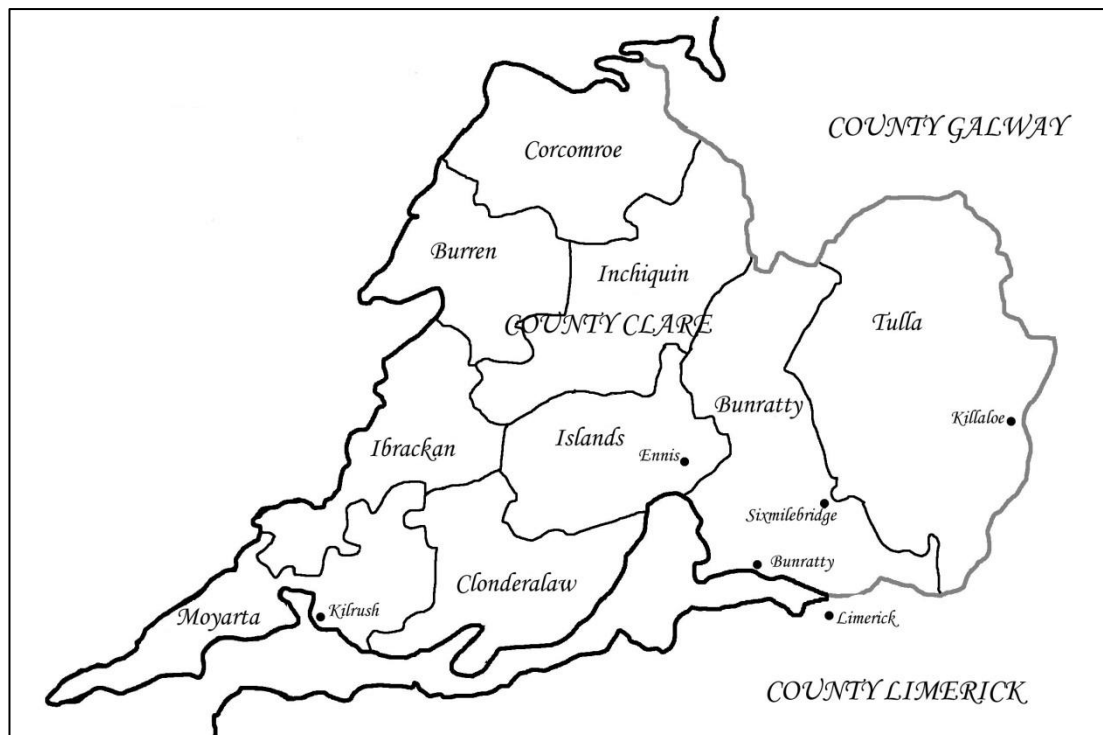 COUNTY GALWAY
Corcomroe
Burren
Inchiquin
COUNTY CLARE
Tulla
Bunratty
Killaloe
Islands
Ibrackan
Ennis
Sixmilebridge
Bunratty
Clonderalaw
Moyarta
Kilrush
Limerick
COUNTY LIMERICK